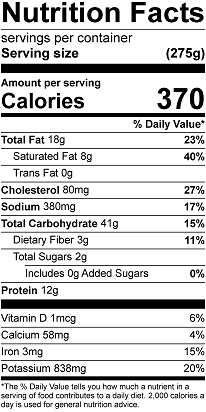 Nutrition Facts
servings per container
Serving size (275g)
Amount per serving
Calories 370
% Daily Value*
Total Fat 18g 23%
Saturated Fat 8g 40%
Trans Fat 0g
Cholesterol 80mg 27%
Sodium 380mg 17%
Total Carbohydrate 41g 15%
Dietary Fiber 3g 11%
Total Sugars 2g
Includes 0g Added Sugars 0%
Protein 12g
Vitamin D 1mcg 6%
Calcium 58mg 4%
Iron 3mg 15%
Potassium 838mg 20%
*The % Daily Value tells you how much a nutrient in a
serving of food contributes to a daily diet. 2,000 calories a
day is used for general nutrition advice.